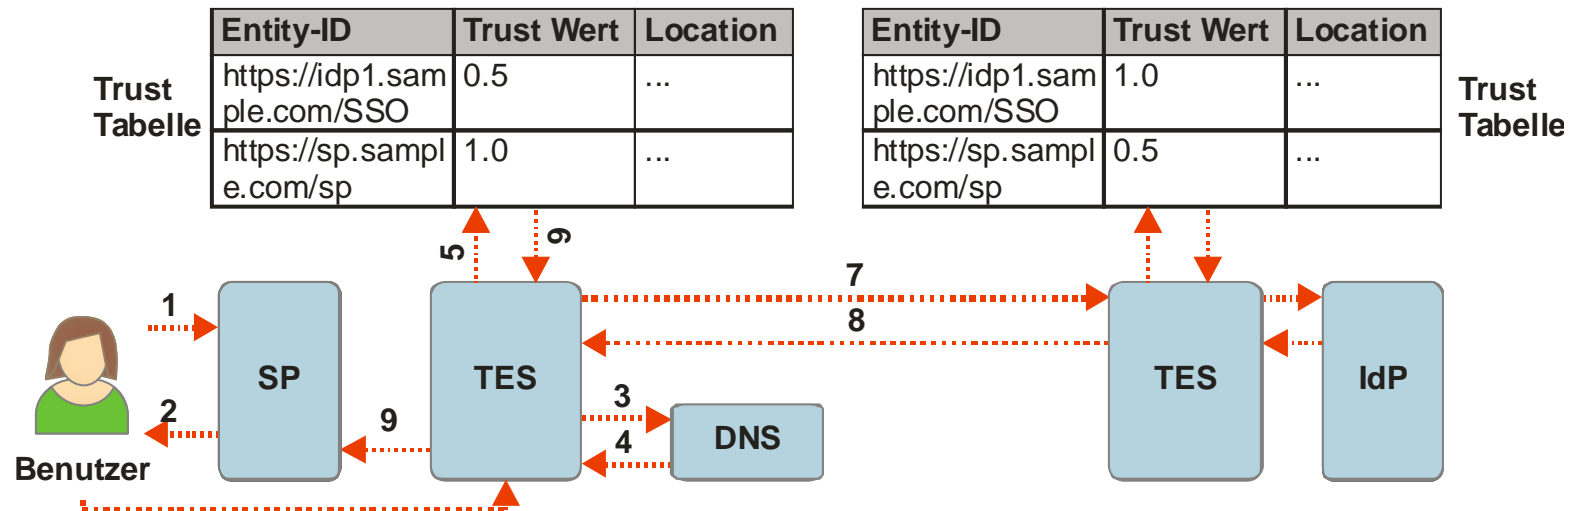 Entity-ID Trust Wert Location
https://idp1.sam 0.5 ...
ple.com/SSO
https://sp.sampl 1.0 ...
e.com/sp
Trust
Tabelle
Entity-ID Trust Wert Location
https://idp1.sam 1.0 ...
ple.com/SSO
https://sp.sampl 0.5 ...
e.com/sp
Trust
Tabelle
5
6
7
8
1
2
SP
9
TES
3
4
DNS
TES
IdP
Benutzer